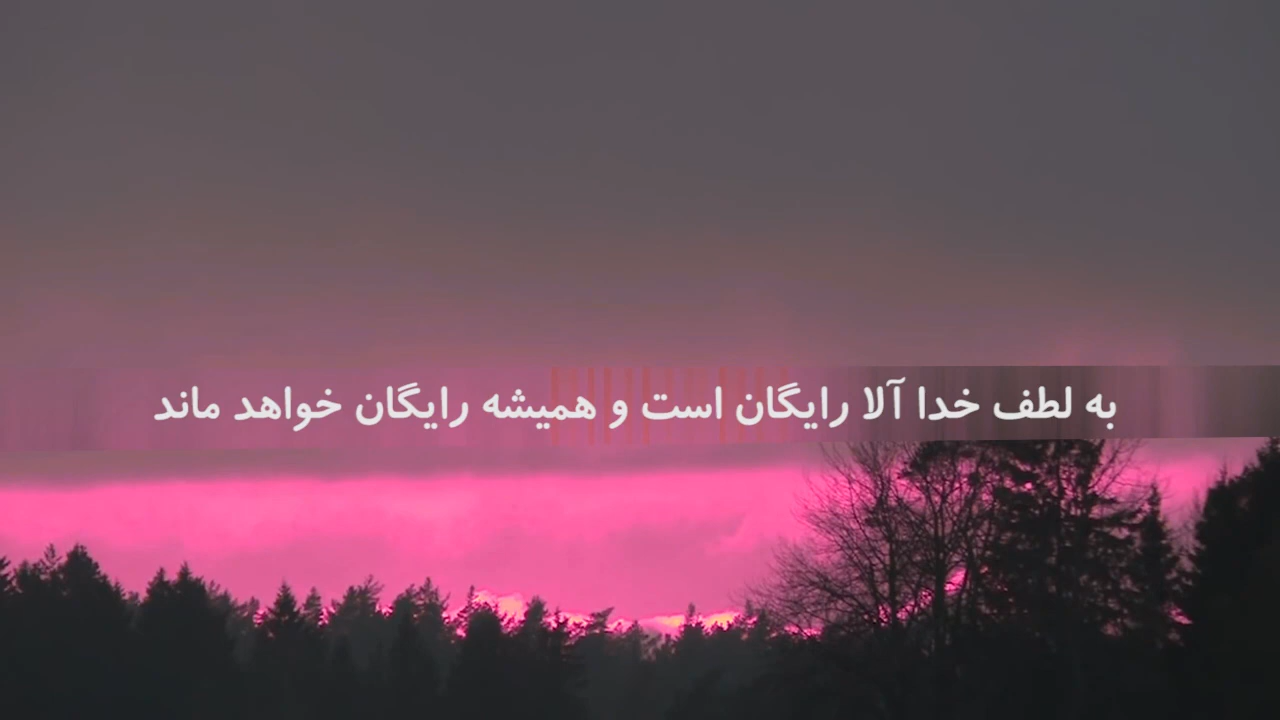 به لطف خدا آلا رایگان است و همیشه رایگان خواهد ماند